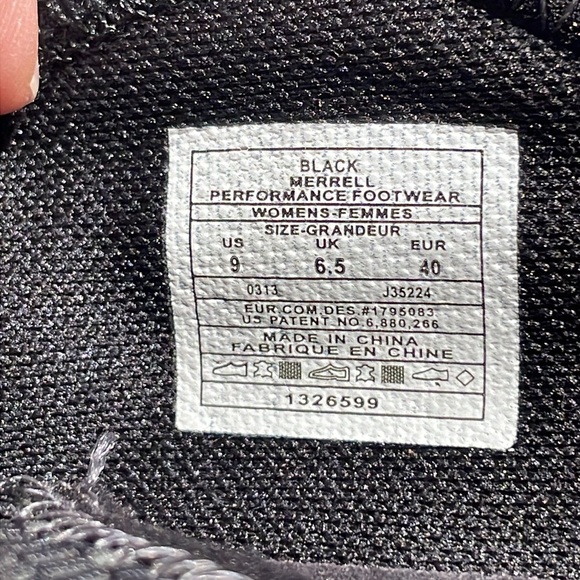 BLACK
MERRELL
PERFORMANCE FOOTWEAR
WOMENS-FEMMES
SIZE-GRANDEUR
US UK EUR
9 6.5 40
0313 J35224
EUR.COM.DES.#1795083
US PATENT NO.6,880,266
MADE IN CHINA
FABRIQUE EN CHINE
1326599